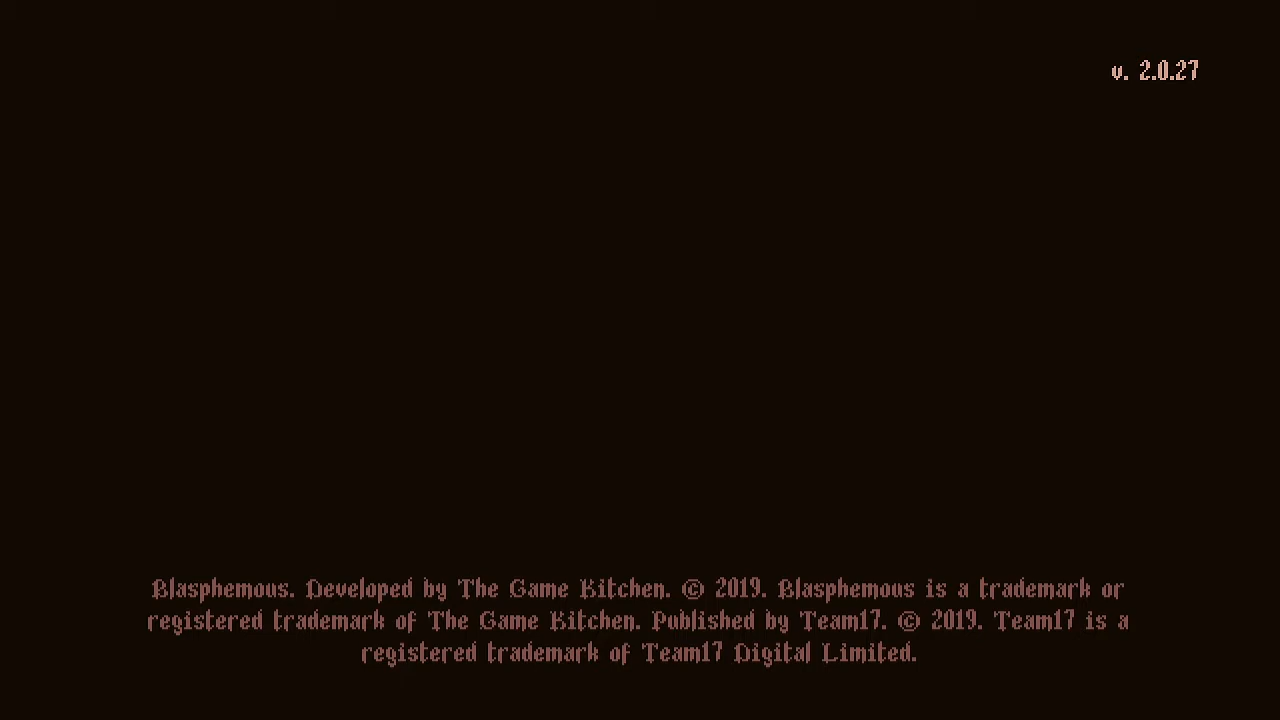 v. 2.0.27
Blasphemous. Developed by The Game Kitchen. © 2019. Blasphemous is a trademark or
registered trademark of The Game Kitchen. Published by Team17. © 2019. Team17 is a
registered trademark of Team17 Digital Limited.